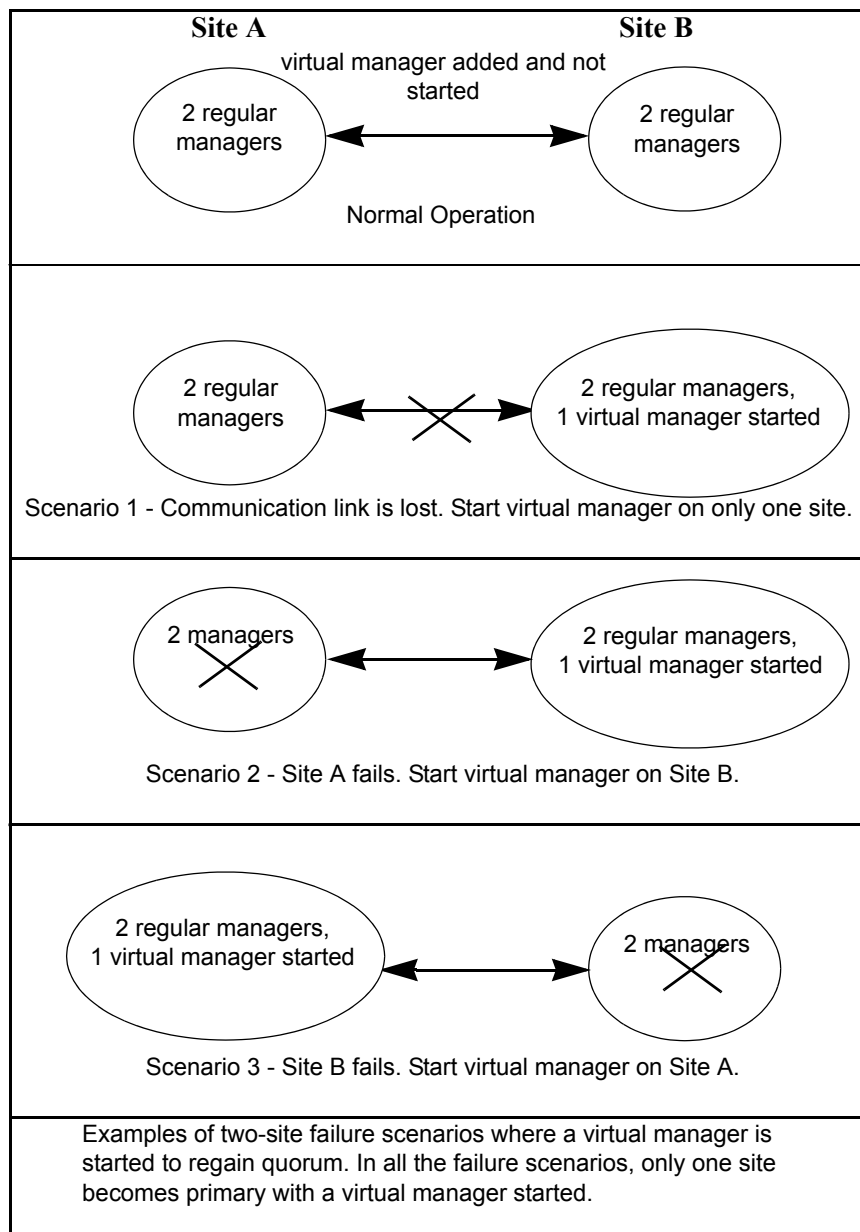 Site A
Site B
virtual manager added and not
started
2 regular
managers
2 regular
managers
Normal Operation
2 regular
managers
2 regular managers,
1 virtual manager started
Scenario 1 - Communication link is lost. Start virtual manager on only one site.
2 managers
2 regular managers,
1 virtual manager started
Scenario 2 - Site A fails. Start virtual manager on Site B.
2 regular managers,
1 virtual manager started
2 managers
Scenario 3 - Site B fails. Start virtual manager on Site A.
Examples of two-site failure scenarios where a virtual manager is
started to regain quorum. In all the failure scenarios, only one site
becomes primary with a virtual manager started.